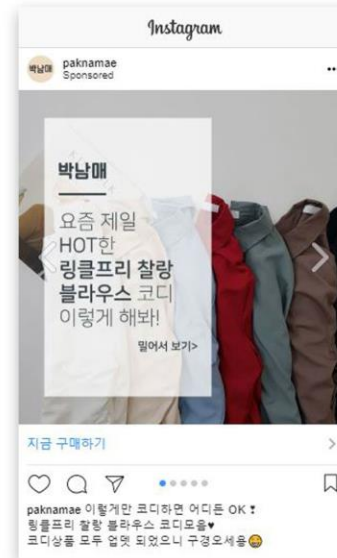 Instagram
박남매
paknamae
Sponsored
박남매
요즘 제일
HOT한
링클프리 찰랑
블라우스 코디
이렇게 해봐!
밀어서 보기>
지금 구매하기
paknamae 이렇게만 코디하면 어디든 OK❣
링클프리 찰랑 블라우스 코디모음♥
코디상품 모두 업뎃 되었으니 구경오세용😄